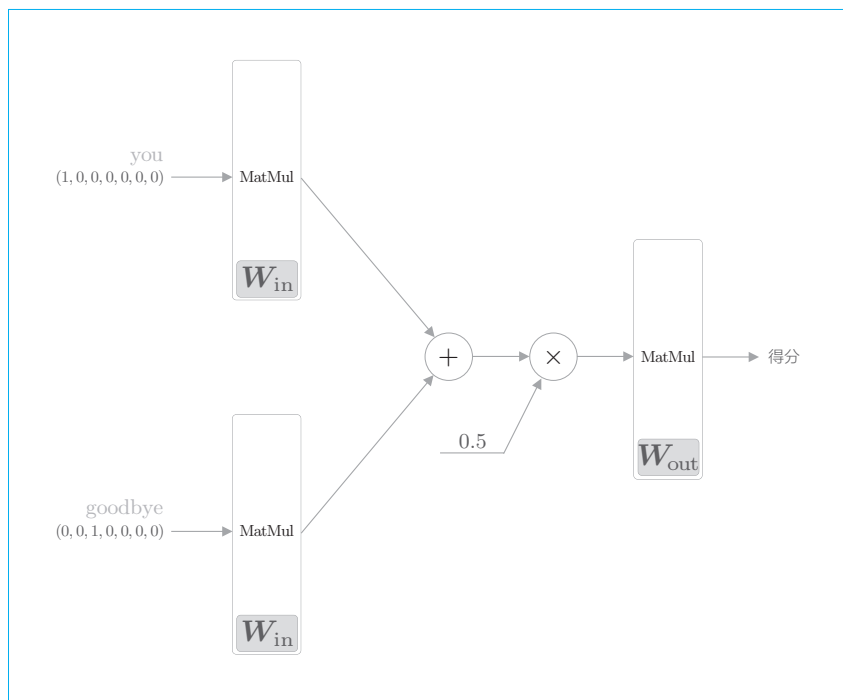 you
(1, 0, 0, 0, 0, 0, 0)
MatMul
W_in
+
×
MatMul
得分
0.5
W_out
goodbye
(0, 0, 1, 0, 0, 0, 0)
MatMul
W_in